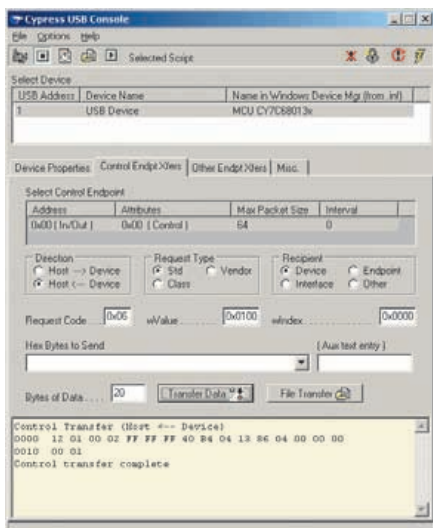 Cypress USB Console
File Options Help
Selected Script
Select Device
USB Address Device Name Name in Windows Device Mgr (from .inf)
1 USB Device MCU CY7C68013
Device Properties Control Endpt Xfers Other Endpt Xfers Misc.
Select Control Endpoint
Address Attributes Max Packet Size Interval
0x00 ( In/Out ) 0x00 ( Control ) 64 0
Direction Request Type Recipient
Host --> Device Std Vendor Device Endpoint
Host <-- Device Class Interface Other
Request Code 0x06 wValue 0x0100 wIndex 0x0000
Hex Bytes to Send ( Aux text entry )
Bytes of Data 20 Transfer Data File Transfer
Control Transfer (Host <-- Device)
0000 12 01 00 02 FF FF FF 40 B4 04 13 86 04 00 00 00
0010 00 01
Control transfer complete